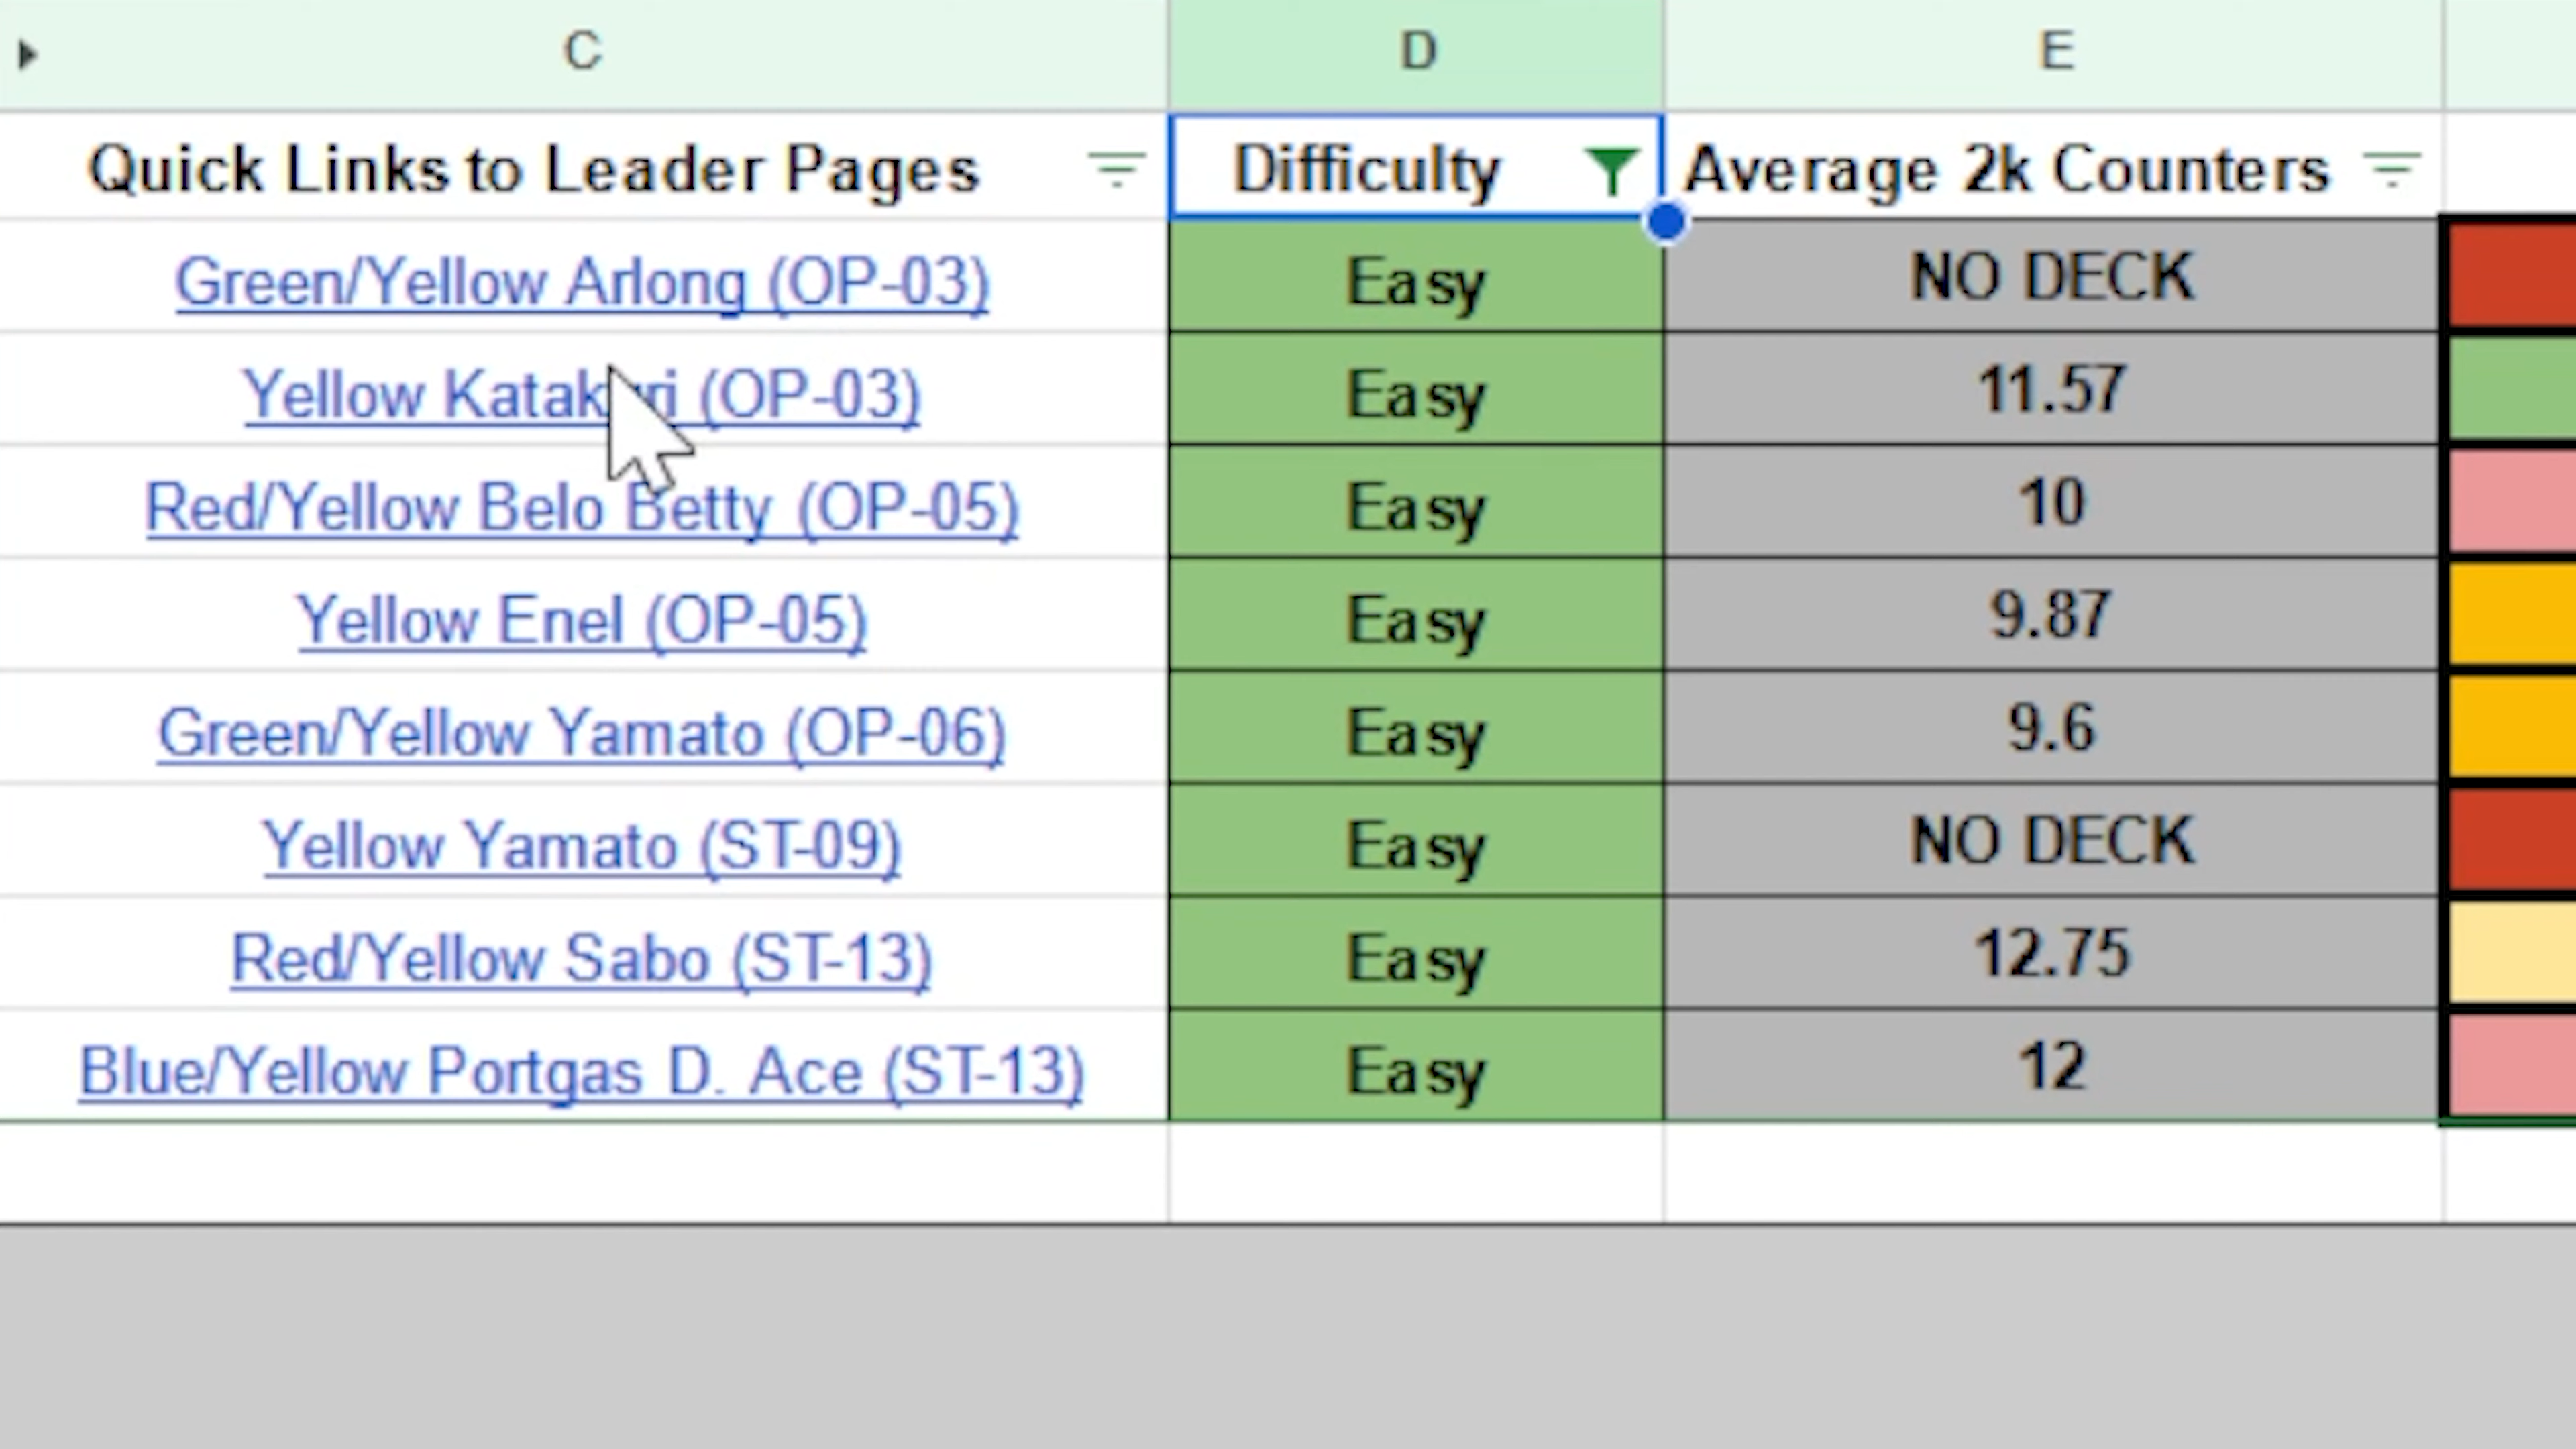 C D E
Quick Links to Leader Pages Difficulty Average 2k Counters
Green/Yellow Arlong (OP-03) Easy NO DECK
Yellow (OP-03) Easy 11.57
Red/Yellow Belo Betty (OP-05) Easy 10
Yellow Enel (OP-05) Easy 9.87
Green/Yellow Yamato (OP-06) Easy 9.6
Yellow Yamato (ST-09) Easy NO DECK
Red/Yellow Sabo (ST-13) Easy 12.75
Blue/Yellow Portgas D. Ace (ST-13) Easy 12